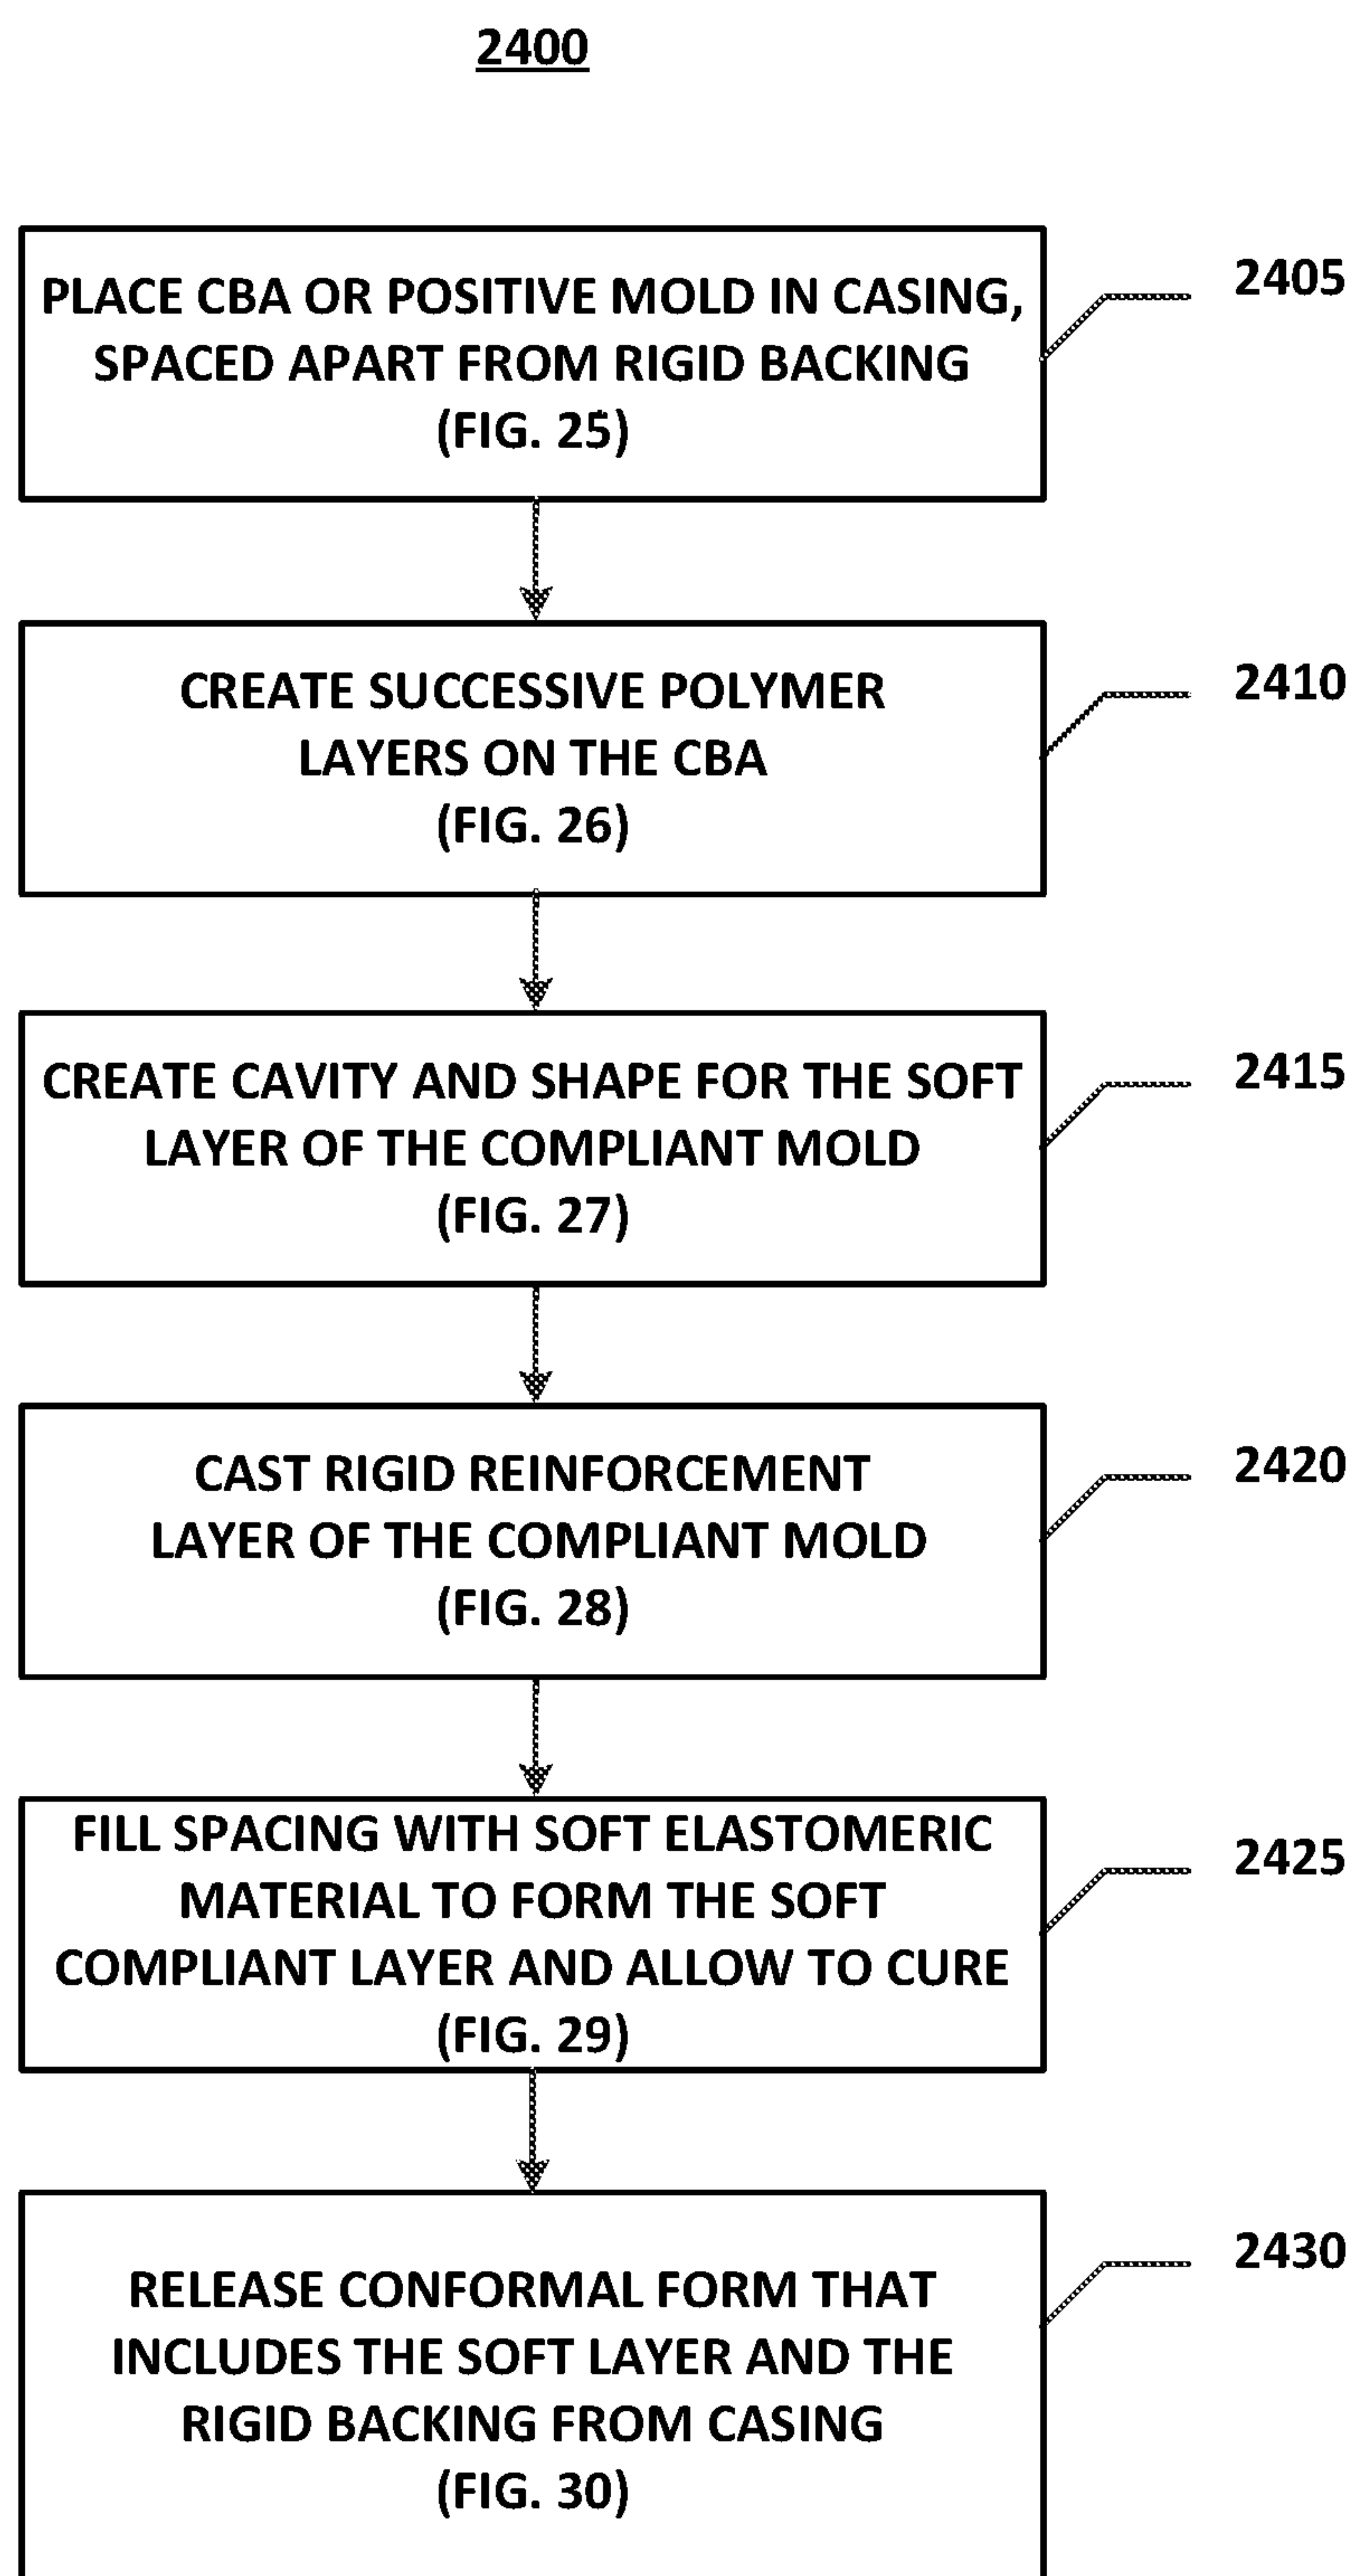 2400
PLACE CBA OR POSITIVE MOLD IN CASING,
SPACED APART FROM RIGID BACKING
(FIG. 25)
2405
CREATE SUCCESSIVE POLYMER
LAYERS ON THE CBA
(FIG. 26)
2410
CREATE CAVITY AND SHAPE FOR THE SOFT
LAYER OF THE COMPLIANT MOLD
(FIG. 27)
2415
CAST RIGID REINFORCEMENT
LAYER OF THE COMPLIANT MOLD
(FIG. 28)
2420
FILL SPACING WITH SOFT ELASTOMERIC
MATERIAL TO FORM THE SOFT
COMPLIANT LAYER AND ALLOW TO CURE
(FIG. 29)
2425
RELEASE CONFORMAL FORM THAT
INCLUDES THE SOFT LAYER AND THE
RIGID BACKING FROM CASING
(FIG. 30)
2430